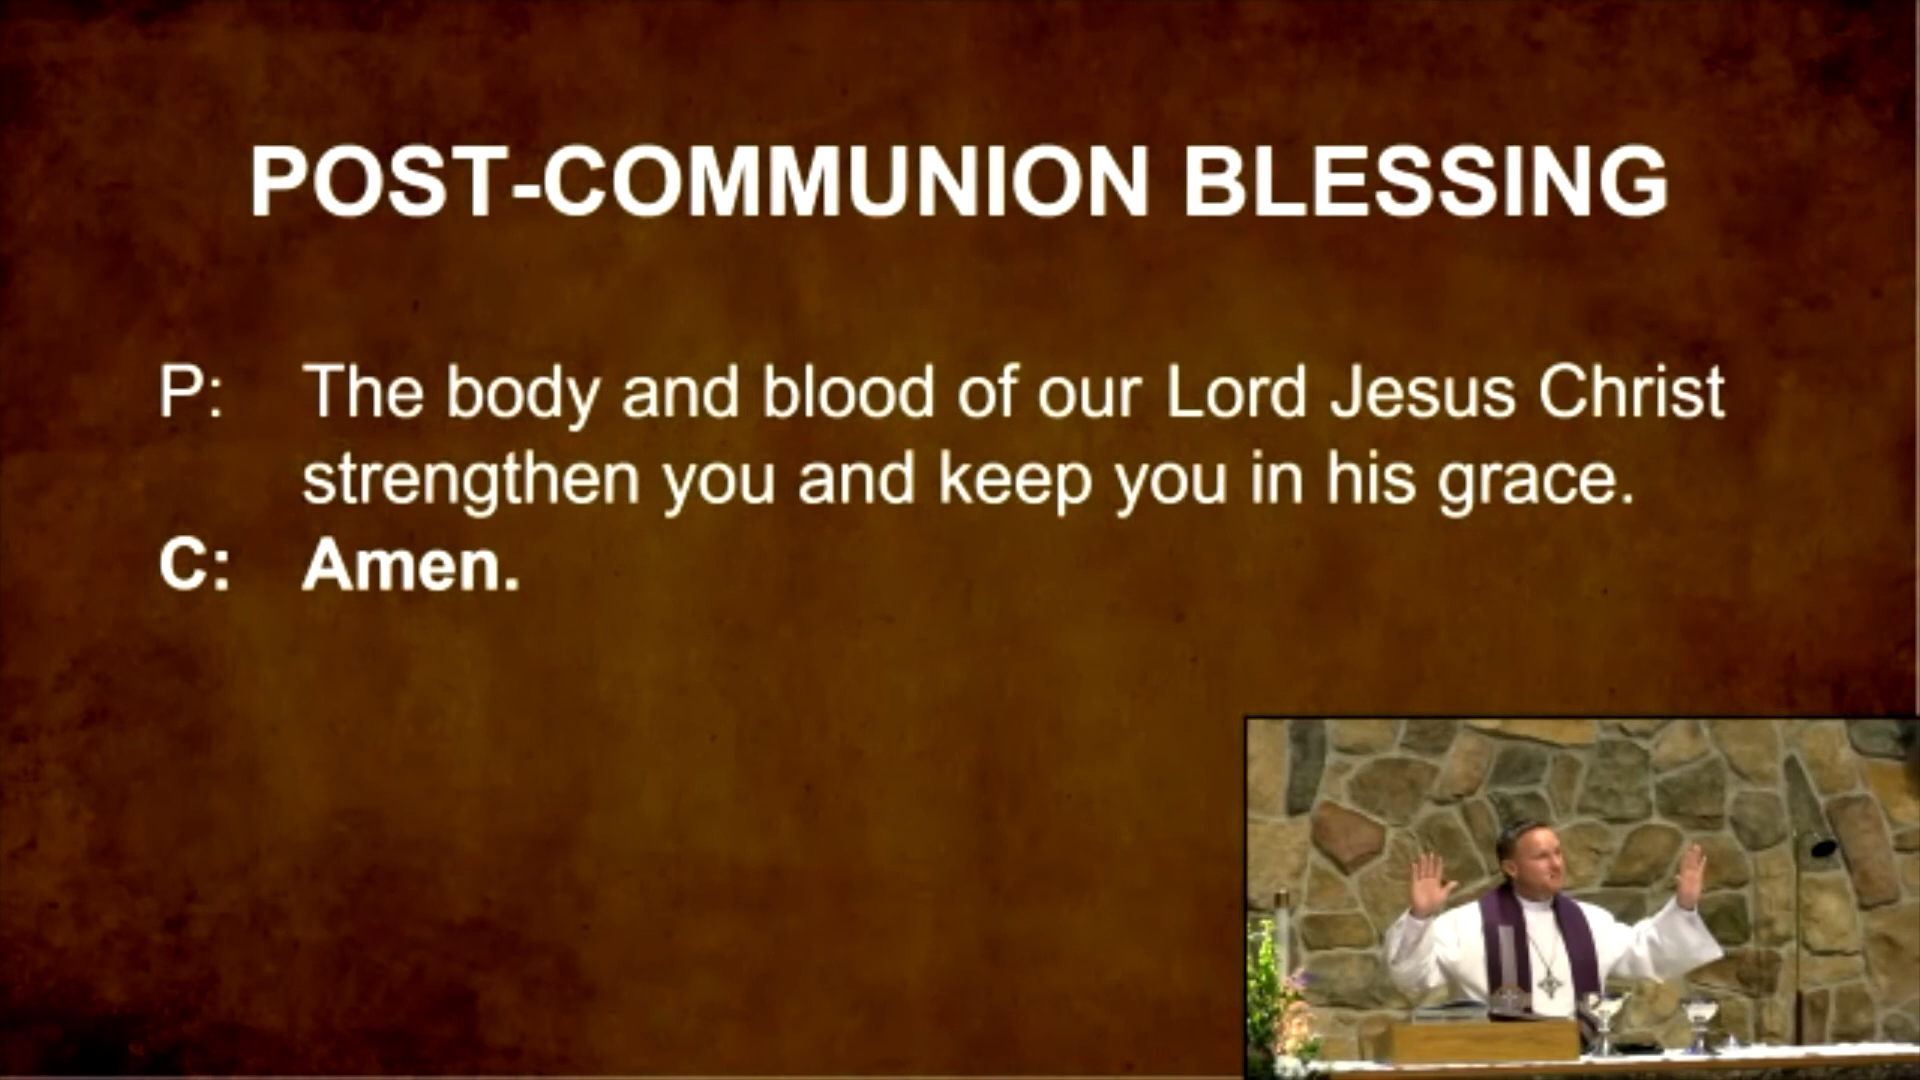 POST-COMMUNION BLESSING
P: The body and blood of our Lord Jesus Christ
strengthen you and keep you in his grace.
C: Amen.